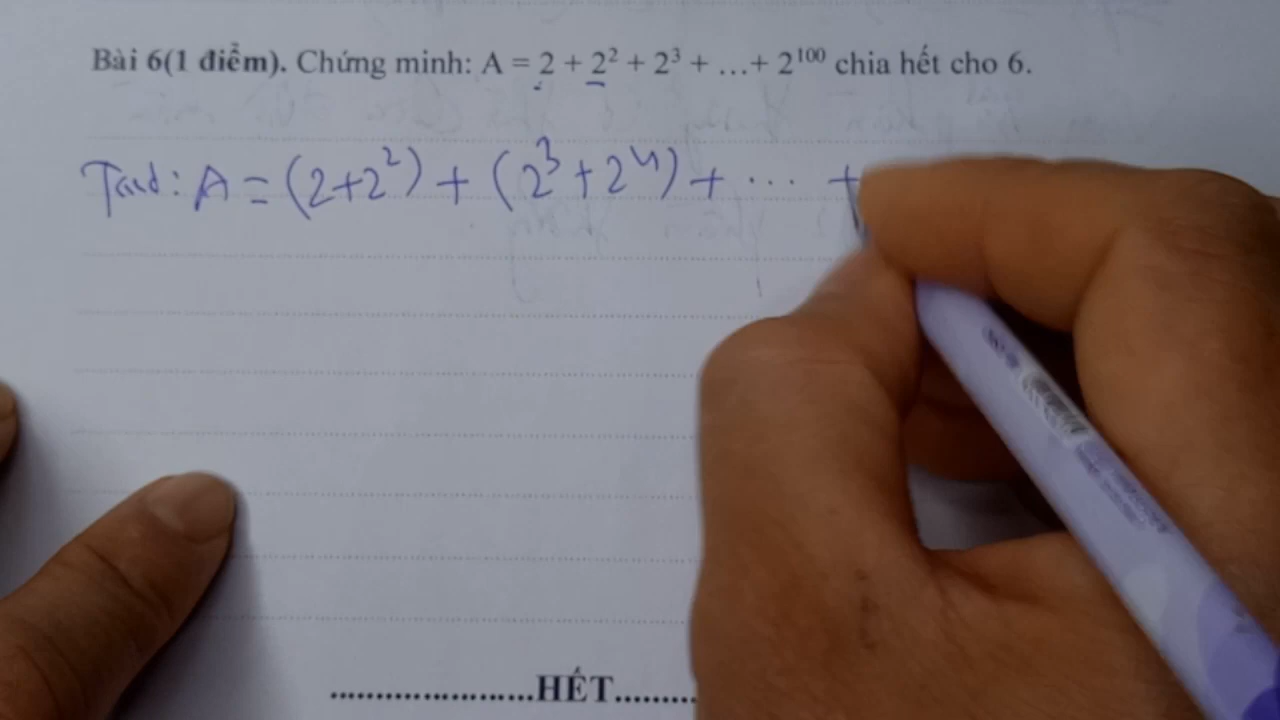 Bài 6(1 điểm). Chứng minh: A = 2 + 2² + 2³ + …+ 2¹⁰⁰ chia hết cho 6.
A = (2+2²) + (2³+2⁴) + ... +
......................HẾT.........